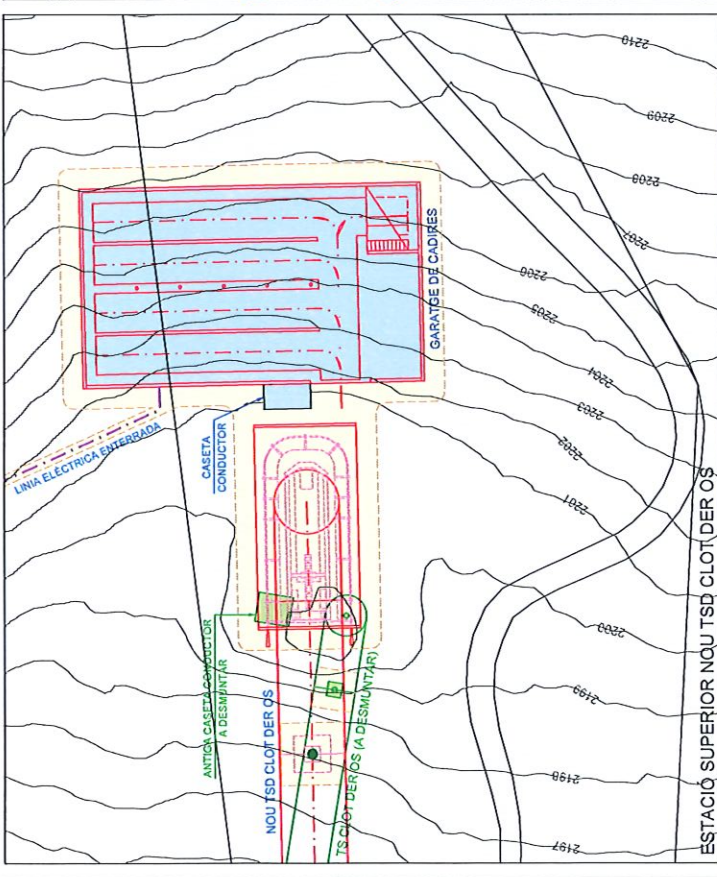 2210
2209
2208
2207
2206
2205
2204
2203
2202
2201
2200
2199
2198
2197
GARATGE DE CADIRES
LINIA ELÈCTRICA ENTERRADA
CASETA
CONDUCTOR
ANTIGA CASETA CONDUCTOR
A DESMUNTAR
NOU TSD CLOT DER OS
TS CLOT DER OS (A DESMUNTAR)
ESTACIÓ SUPERIOR NOU TSD CLOT DER OS